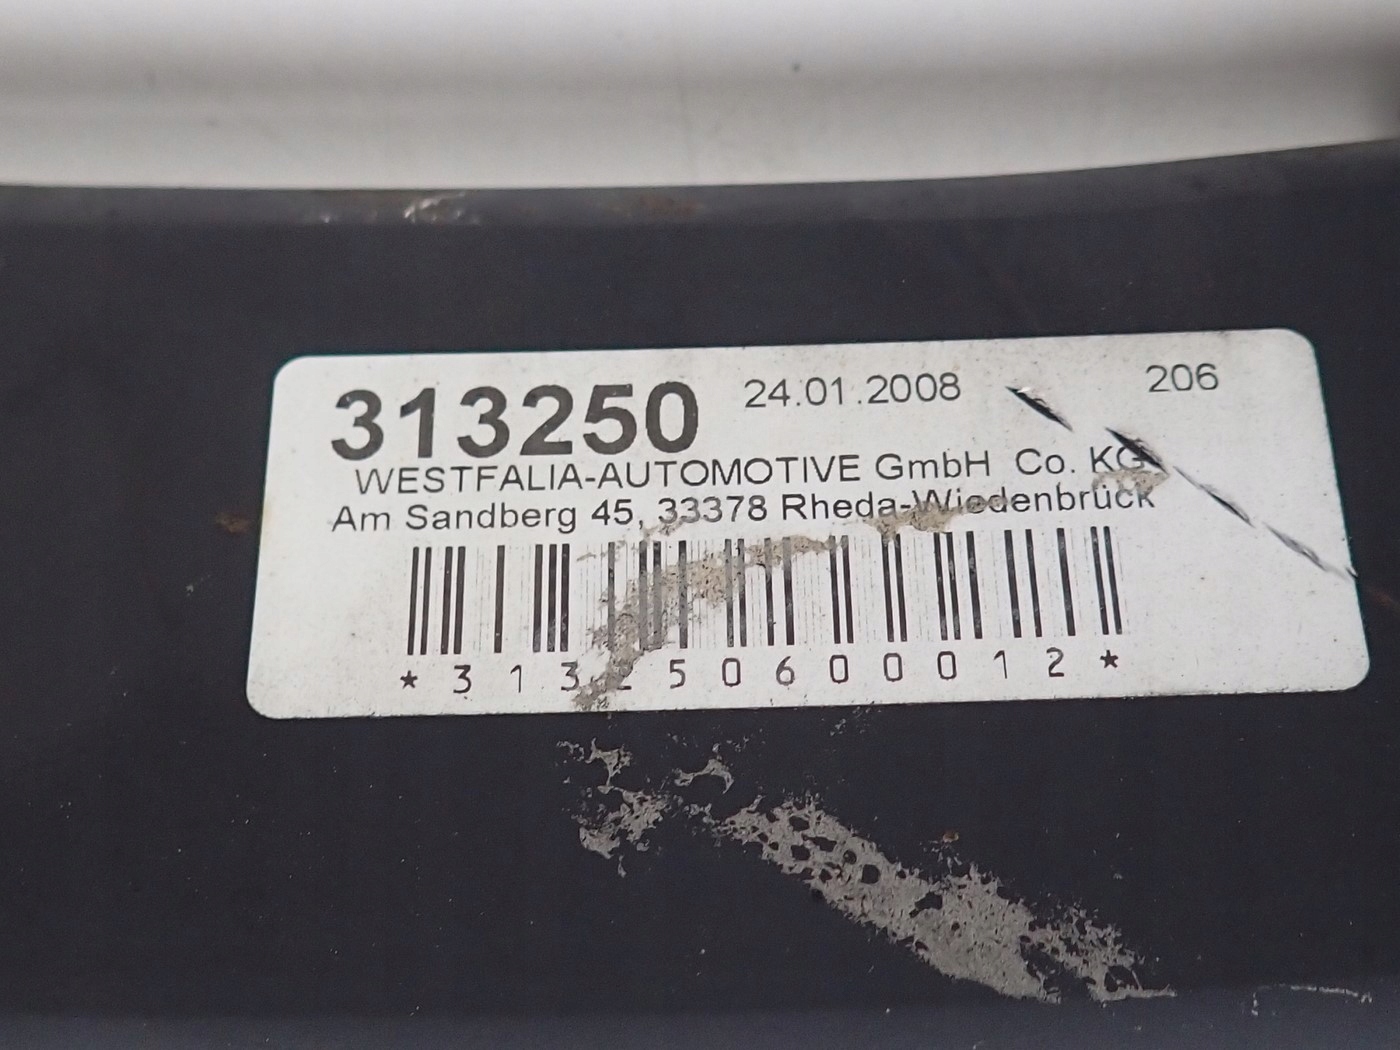 313250 24.01.2008 206
WESTFALIA-AUTOMOTIVE GmbH Co. KG
Am Sandberg 45, 33378 Rheda-Wiedenbrück
*313250600012*